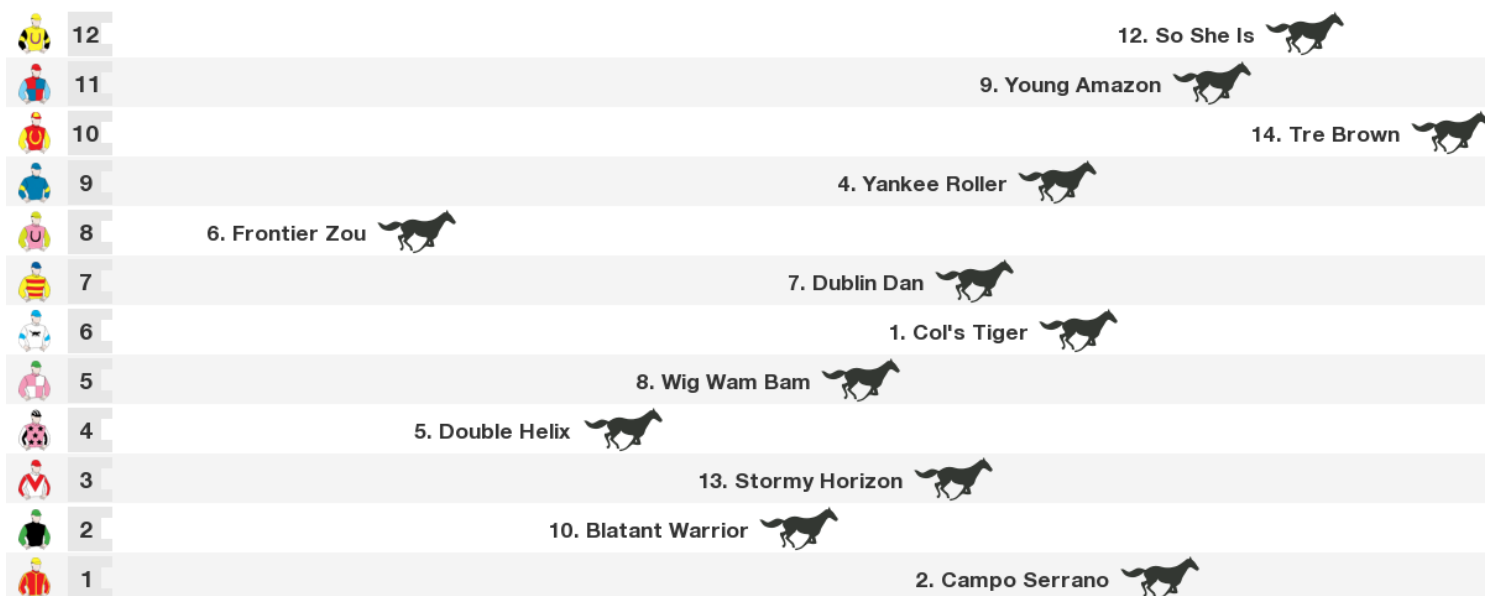 12 12. So She Is
11 9. Young Amazon
10 14. Tre Brown
9 4. Yankee Roller
8 6. Frontier Zou
7 7. Dublin Dan
6 1. Col's Tiger
5 8. Wig Wam Bam
4 5. Double Helix
3 13. Stormy Horizon
2 10. Blatant Warrior
1 2. Campo Serrano